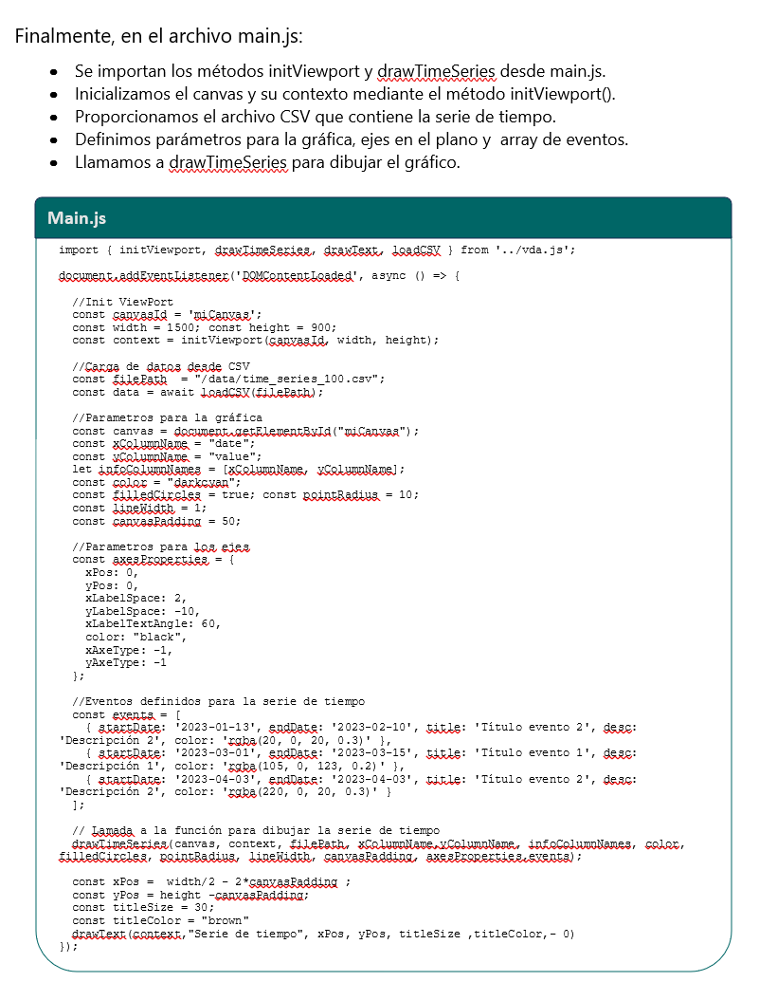 Finalmente, en el archivo main.js:
• Se importan los métodos initViewport y drawTimeSeries desde main.js.
• Inicializamos el canvas y su contexto mediante el método initViewport().
• Proporcionamos el archivo CSV que contiene la serie de tiempo.
• Definimos parámetros para la gráfica, ejes en el plano y  array de eventos.
• Llamamos a drawTimeSeries para dibujar el gráfico.
Main.js
import { initViewport, drawTimeSeries, drawText, loadCSV } from '../vda.js';
document.addEventListener('DOMContentLoaded', async () => {
//Init ViewPort
const canvasId = 'miCanvas';
const width = 1500; const height = 900;
const context = initViewport(canvasId, width, height);
//Carga de datos desde CSV
const filePath  = "/data/time_series_100.csv";
const data = await loadCSV(filePath);
//Parametros para la gráfica
const canvas = document.getElementById("miCanvas");
const xColumnName = "date";
const yColumnName = "value";
let infoColumnNames = [xColumnName, yColumnName];
const color = "darkcyan";
const filledCircles = true; const pointRadius = 10;
const lineWidth = 1;
const canvasPadding = 50;
//Parametros para los ejes
const axesProperties = {
xPos: 0,
yPos: 0,
xLabelSpace: 2,
yLabelSpace: -10,
xLabelTextAngle: 60,
color: "black",
xAxeType: -1,
yAxeType: -1
};
//Eventos definidos para la serie de tiempo
const events = [
{ startDate: '2023-01-13', endDate: '2023-02-10', title: 'Título evento 2', desc:
'Descripción 2', color: 'rgba(20, 0, 20, 0.3)' },
{ startDate: '2023-03-01', endDate: '2023-03-15', title: 'Título evento 1', desc:
'Descripción 1', color: 'rgba(105, 0, 123, 0.2)' },
{ startDate: '2023-04-03', endDate: '2023-04-03', title: 'Título evento 2', desc:
'Descripción 2', color: 'rgba(220, 0, 20, 0.3)' }
];
// Lamada a la función para dibujar la serie de tiempo
drawTimeSeries(canvas, context, filePath, xColumnName,yColumnName, infoColumnNames, color,
filledCircles, pointRadius, lineWidth, canvasPadding, axesProperties,events);
const xPos =  width/2 - 2*canvasPadding ;
const yPos = height -canvasPadding;
const titleSize = 30;
const titleColor = "brown"
drawText(context,"Serie de tiempo", xPos, yPos, titleSize ,titleColor,- 0)
});